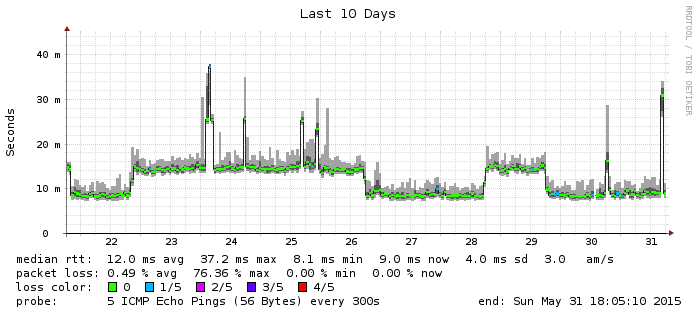 Last 10 Days
RRDTOOL / TOBI OETIKER
Seconds
40 m
30 m
20 m
10 m
0
22 23 24 25 26 27 28 29 30 31
median rtt: 12.0 ms avg 37.2 ms max 8.1 ms min 9.0 ms now 4.0 ms sd 3.0 am/s
packet loss: 0.49 % avg 76.36 % max 0.00 % min 0.00 % now
loss color: 0 1/5 2/5 3/5 4/5
probe: 5 ICMP Echo Pings (56 Bytes) every 300s end: Sun May 31 18:05:10 2015